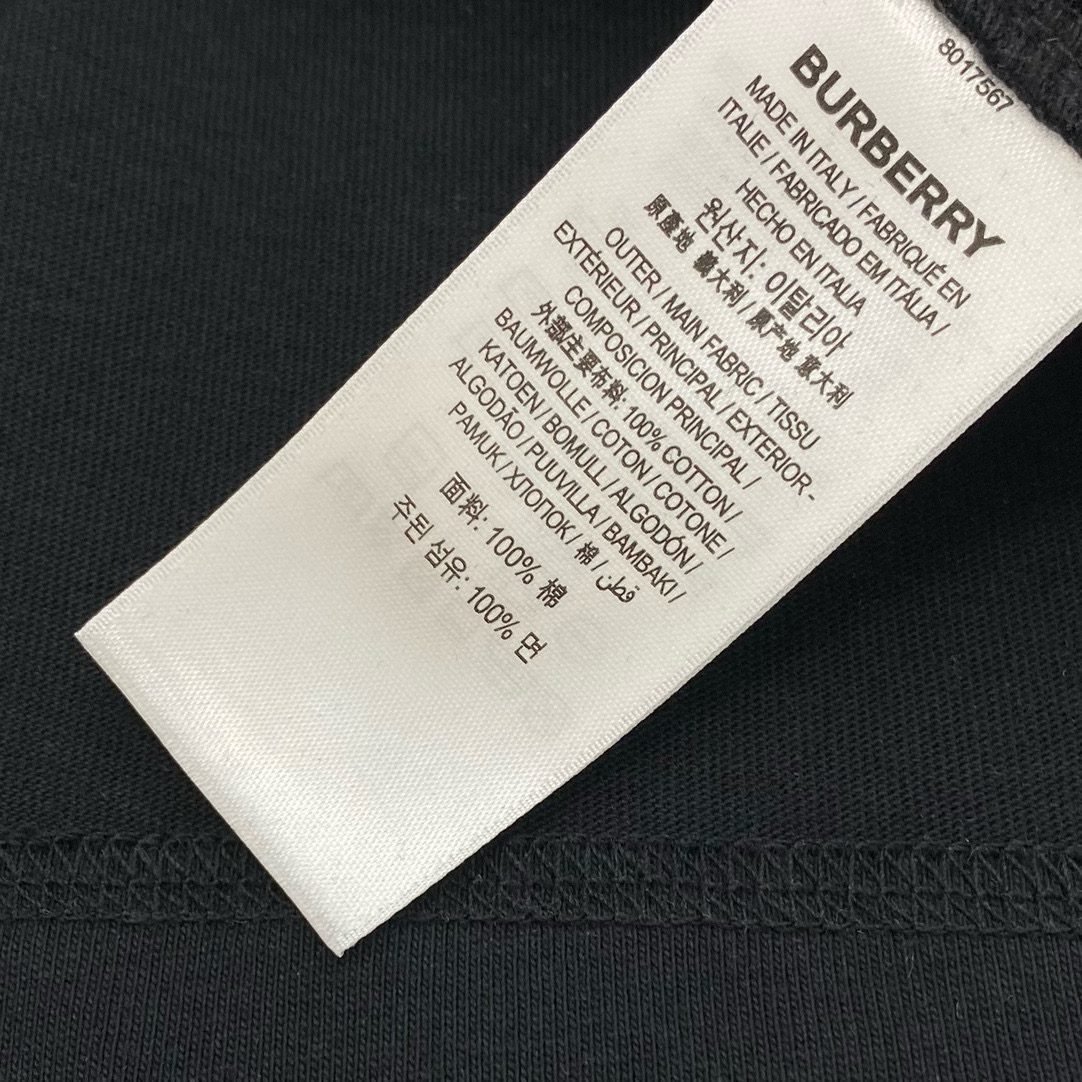 8017567
BURBERRY
MADE IN ITALY / FABRIQUÉ EN
ITALIE / FABRICADO EM ITÁLIA /
HECHO EN ITALIA
원산지: 이탈리아
原產地 義大利 / 原产地 意大利
OUTER / MAIN FABRIC / TISSU
EXTÉRIEUR / PRINCIPAL / EXTERIOR -
COMPOSICION PRINCIPAL /
外部主要布料: 100% COTTON /
BAUMWOLLE / COTON / COTONE /
KATOEN / BOMULL / ALGODÓN /
ALGODÃO / PUUVILLA / BAMBAKI /
PAMUK / ХЛОПОК / 棉 / قطن
面料: 100% 棉
주된 섬유: 100% 면